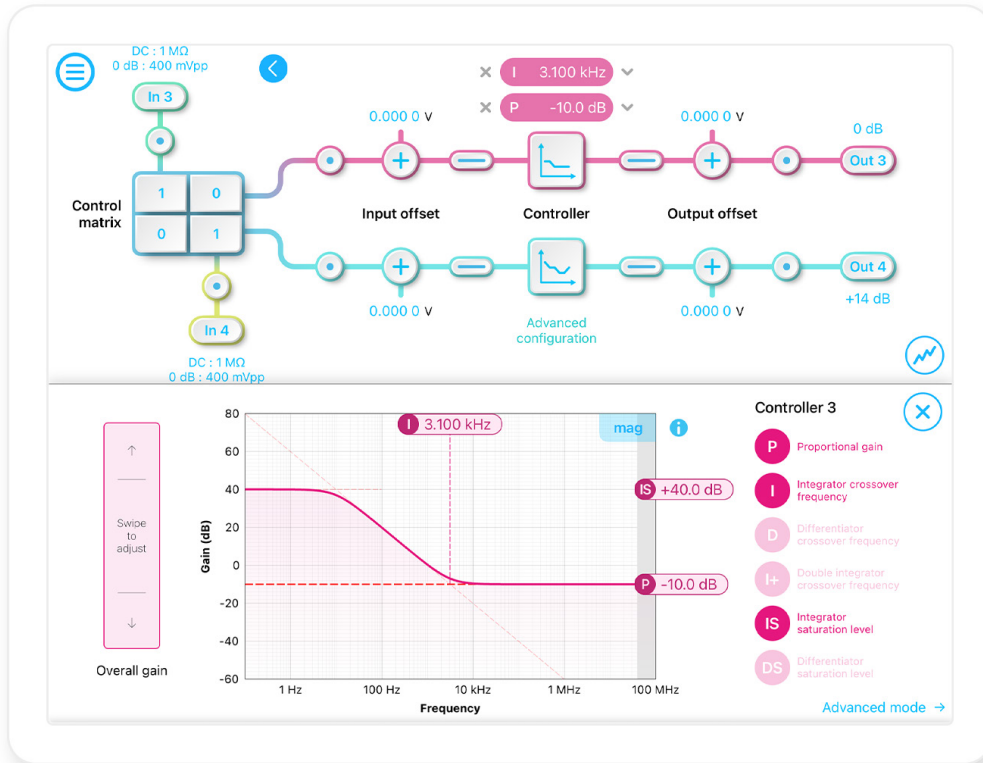 DC : 1 MΩ
0 dB : 400 mVpp
In 3
I 3.100 kHz
P -10.0 dB
0.000 0 V
0.000 0 V
0 dB
Out 3
Control
matrix
1 0
0 1
Input offset
Controller
Output offset
Out 4
In 4
0.000 0 V
0.000 0 V
+14 dB
Advanced
configuration
DC : 1 MΩ
0 dB : 400 mVpp
Swipe
to
adjust
Overall gain
Gain (dB)
80
60
40
20
0
-20
-40
-60
1 Hz
100 Hz
10 kHz
1 MHz
100 MHz
Frequency
I 3.100 kHz
mag
i
IS +40.0 dB
P -10.0 dB
Controller 3
P Proportional gain
I Integrator crossover
frequency
D Differentiator
crossover frequency
I+ Double integrator
crossover frequency
IS Integrator
saturation level
DS Differentiator
saturation level
Advanced mode →